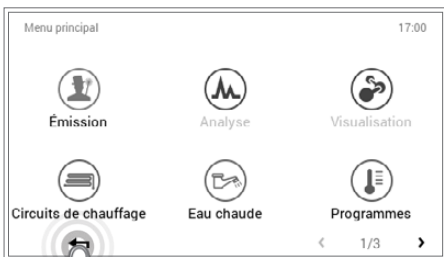 Menu principal 17:00
Émission Analyse Visualisation
Circuits de chauffage Eau chaude Programmes
< 1/3 >